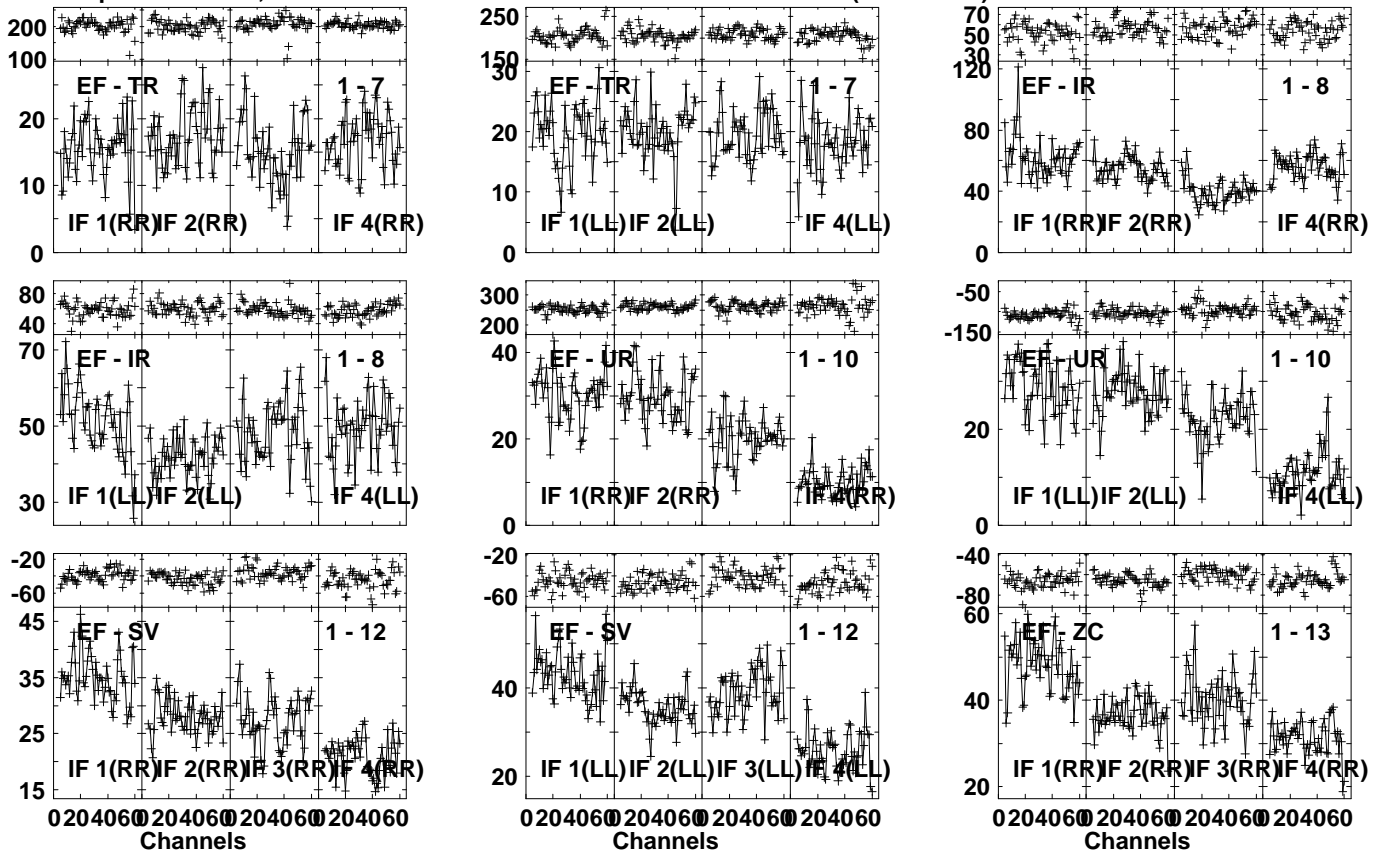 200
100
EF - TR 1 - 7
20
10
0
IF 1(RR) IF 2(RR) IF 4(RR)
250
150
30
EF - TR 1 - 7
20
10
0
IF 1(LL) IF 2(LL) IF 4(LL)
70
50
30
120
EF - IR 1 - 8
80
40
0
IF 1(RR) IF 2(RR) IF 4(RR)
80
40
70
EF - IR 1 - 8
50
30
IF 1(LL) IF 2(LL) IF 4(LL)
300
200
40
EF - UR 1 - 10
20
0
IF 1(RR) IF 2(RR) IF 4(RR)
-50
-150
EF - UR 1 - 10
20
0
IF 1(LL) IF 2(LL) IF 4(LL)
-20
-60
45
EF - SV 1 - 12
35
25
15
IF 1(RR) IF 2(RR) IF 3(RR) IF 4(RR)
0 20 40 60 0 20 40 60 0 20 40 60 0 20 40 60
Channels
-20
-60
EF - SV 1 - 12
40
20
IF 1(LL) IF 2(LL) IF 3(LL) IF 4(LL)
0 20 40 60 0 20 40 60 0 20 40 60 0 20 40 60
Channels
-40
-80
60
EF - ZC 1 - 13
40
20
IF 1(RR) IF 2(RR) IF 3(RR) IF 4(RR)
0 20 40 60 0 20 40 60 0 20 40 60 0 20 40 60
Channels